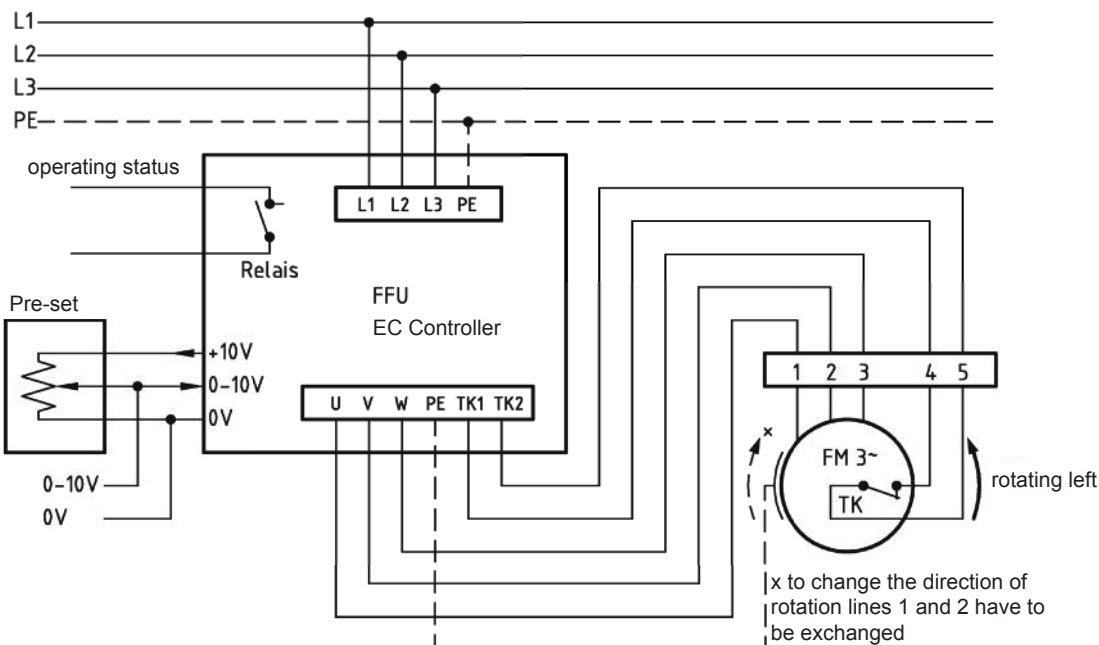 L1
L2
L3
PE
operating status
L1 L2 L3 PE
Relais
FFU
EC Controller
Pre-set
+10V
0-10V
0V
U V W PE TK1 TK2
0-10V
0V
1 2 3 4 5
x
FM 3~
TK
rotating left
x to change the direction of
rotation lines 1 and 2 have to
be exchanged